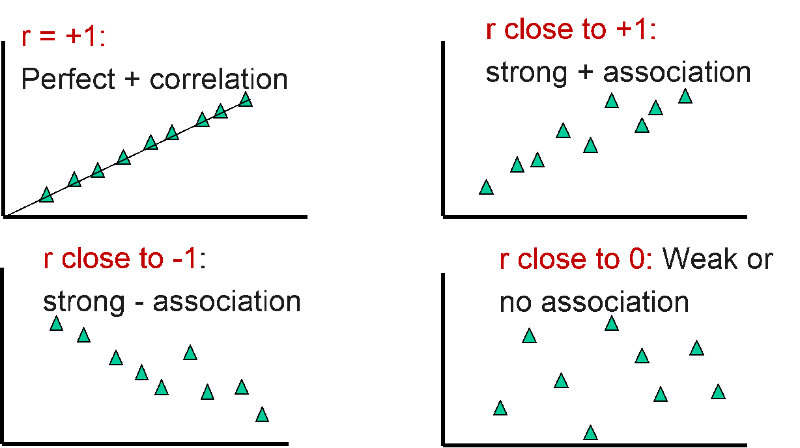 r = +1:
Perfect + correlation
r close to +1:
strong + association
r close to -1:
strong - association
r close to 0: Weak or
no association